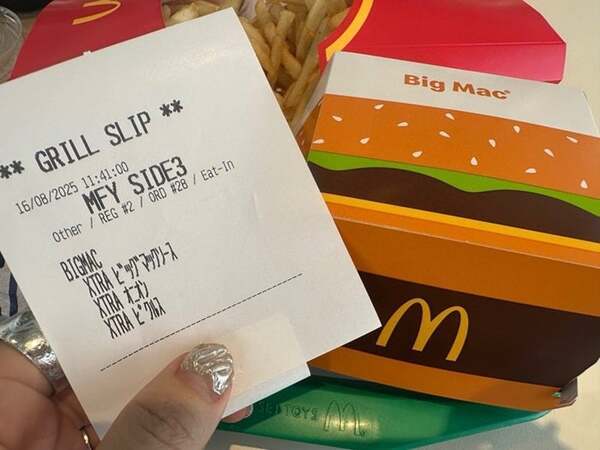 ** GRILL SLIP **
16/08/2025 11:41:00
MFY SIDE3
Other / REG #2 / ORD #28 / Eat-In
BIGMAC
XTRA ビッグマックソース
XTRA オニオン
XTRA ピクルス
Big Mac®
TOYS